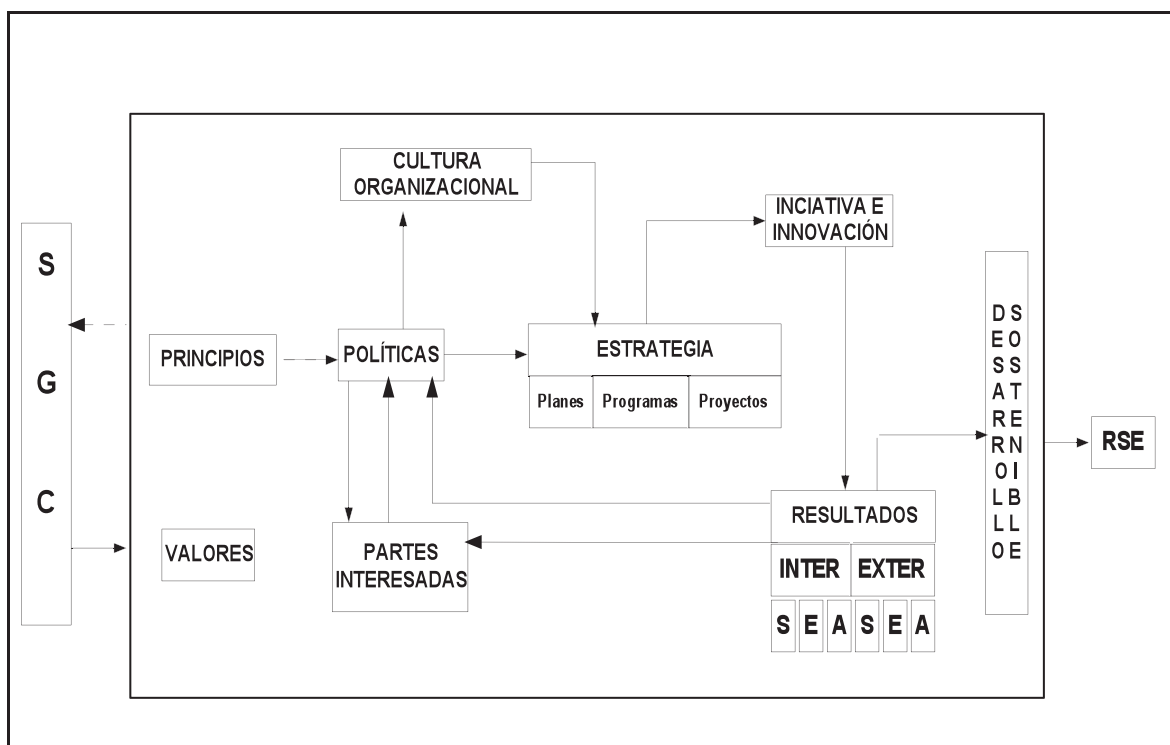 S
G
C
CULTURA
ORGANIZACIONAL
INCIATIVA E
INNOVACIÓN
PRINCIPIOS
POLÍTICAS
ESTRATEGIA
Planes Programas Proyectos
VALORES
PARTES
INTERESADAS
RESULTADOS
INTER EXTER
S E A S E A
DESARROLLO
SOSTENIBLE
RSE